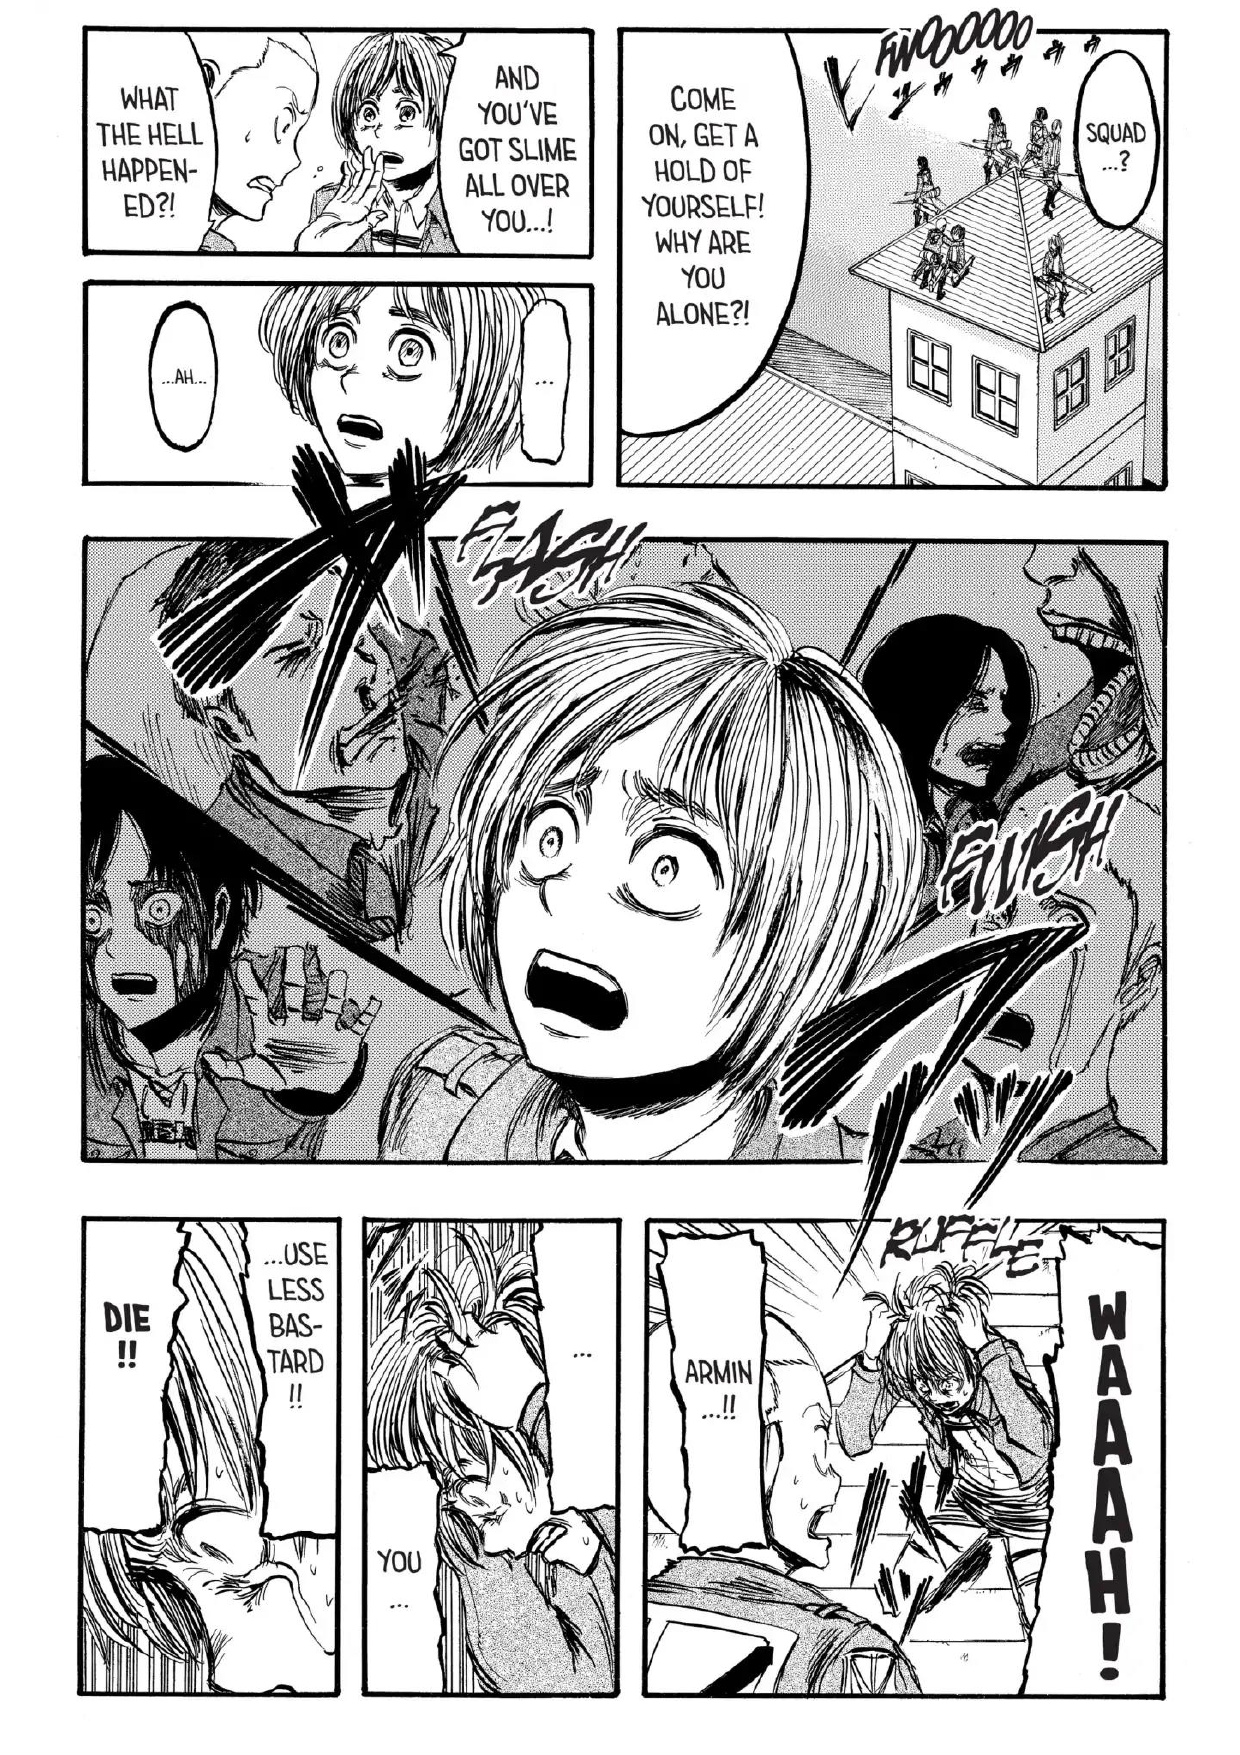 FWOOOOOO
SQUAD
...?
COME
ON, GET A
HOLD OF
YOURSELF!
WHY ARE
YOU
ALONE?!
AND
YOU'VE
GOT SLIME
ALL OVER
YOU...!
WHAT
THE HELL
HAPPEN-
ED?!
...
...AH...
FLASH
FWISH
RUFFLE
WAAAH!
ARMIN
...!!
...
YOU
...
...USE
LESS
BAS-
TARD
!!
DIE
!!